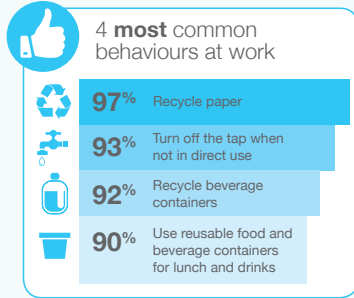 4 most common
behaviours at work
97% Recycle paper
93% Turn off the tap when
not in direct use
92% Recycle beverage
containers
90% Use reusable food and
beverage containers
for lunch and drinks